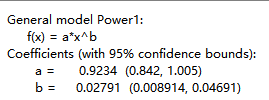 General model Power1:
f(x) = a*x^b
Coefficients (with 95% confidence bounds):
a = 0.9234 (0.842, 1.005)
b = 0.02791 (0.008914, 0.04691)